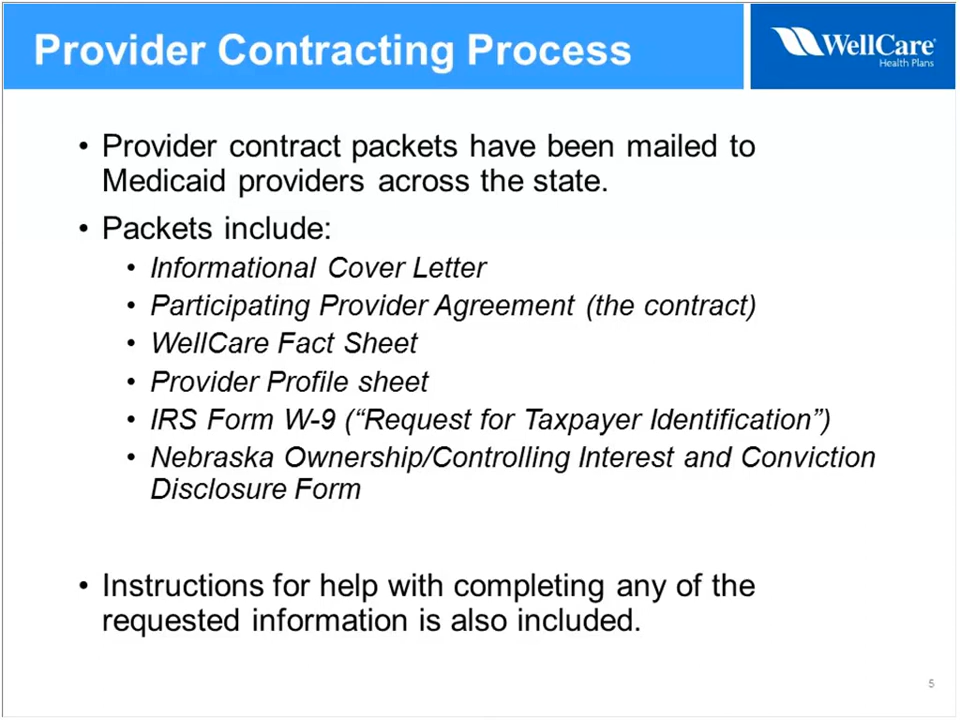 Provider Contracting Process
WellCare®
Health Plans
• Provider contract packets have been mailed to
Medicaid providers across the state.
• Packets include:
• Informational Cover Letter
• Participating Provider Agreement (the contract)
• WellCare Fact Sheet
• Provider Profile sheet
• IRS Form W-9 (“Request for Taxpayer Identification”)
• Nebraska Ownership/Controlling Interest and Conviction
Disclosure Form
• Instructions for help with completing any of the
requested information is also included.
5